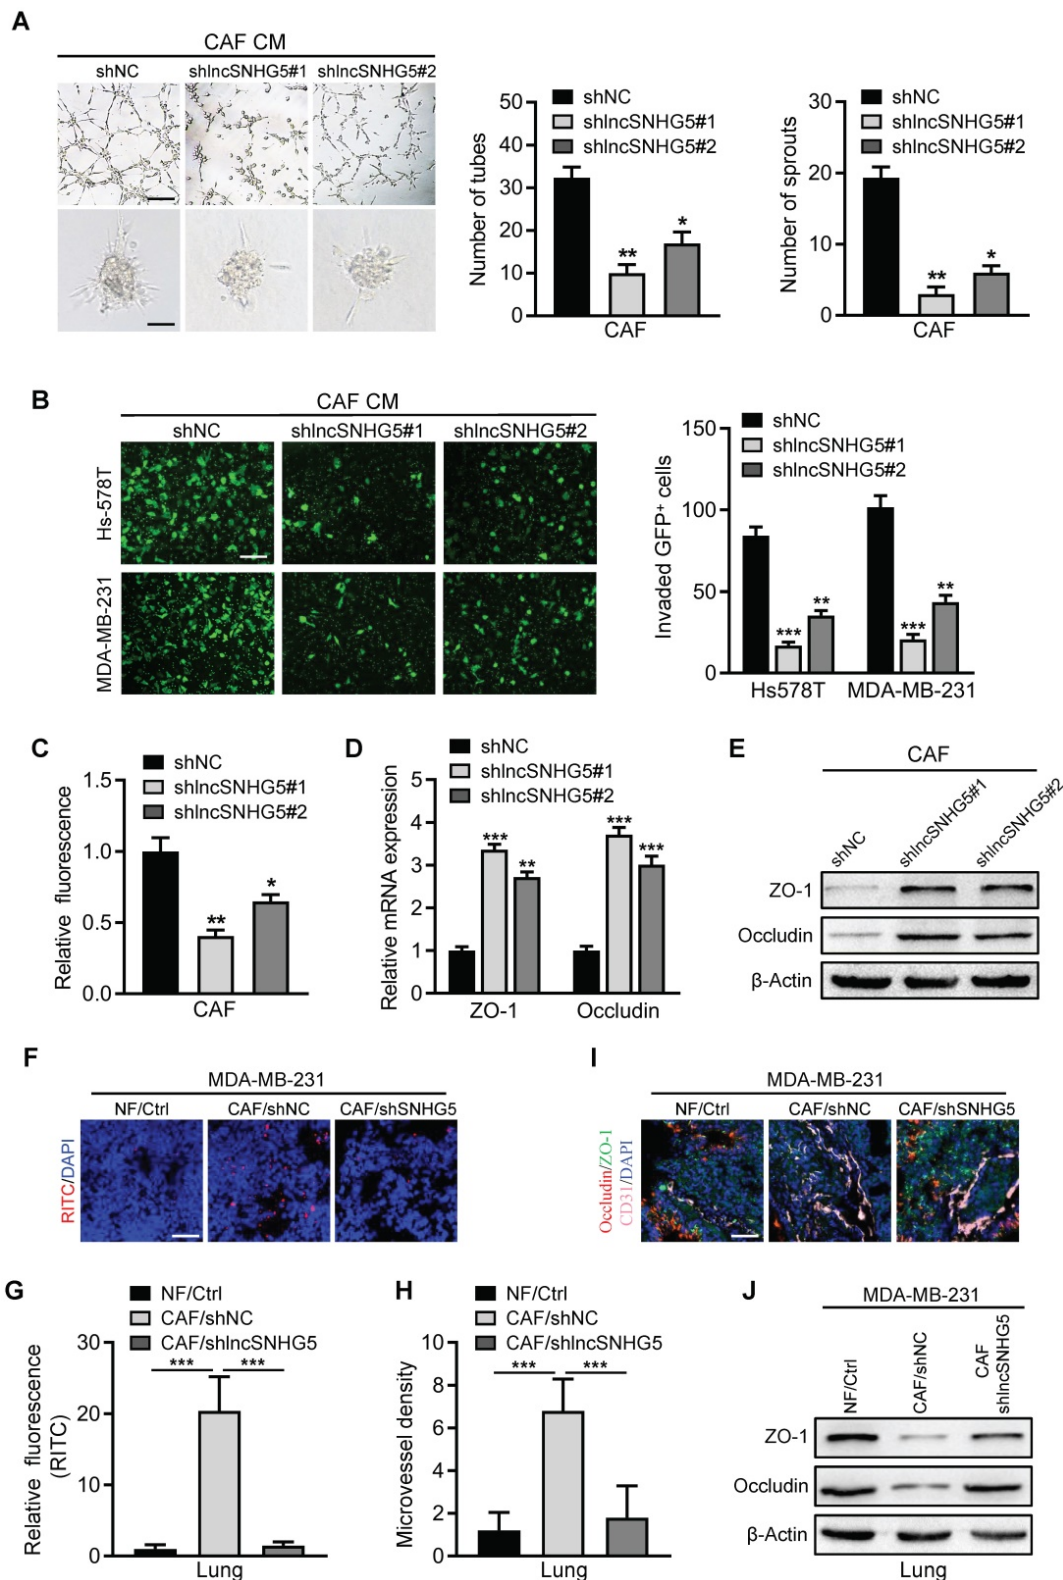 A
CAF CM
shNC shlncSNHG5#1 shlncSNHG5#2
50
40
30
20
10
0
Number of tubes
shNC
shlncSNHG5#1
shlncSNHG5#2
**
*
CAF
30
20
10
0
Number of sprouts
shNC
shlncSNHG5#1
shlncSNHG5#2
**
*
CAF
B
CAF CM
shNC shlncSNHG5#1 shlncSNHG5#2
Hs-578T
MDA-MB-231
150
100
50
0
Invaded GFP⁺ cells
shNC
shlncSNHG5#1
shlncSNHG5#2
***
**
***
**
Hs578T MDA-MB-231
C
shNC
shlncSNHG5#1
shlncSNHG5#2
1.5
1.0
0.5
0.0
Relative fluorescence
**
*
CAF
D
shNC
shlncSNHG5#1
shlncSNHG5#2
5
4
3
2
1
0
Relative mRNA expression
***
**
***
***
ZO-1 Occludin
E
CAF
shNC shlncSNHG5#1 shlncSNHG5#2
ZO-1
Occludin
β-Actin
F
MDA-MB-231
NF/Ctrl CAF/shNC CAF/shSNHG5
RITC/DAPI
I
MDA-MB-231
NF/Ctrl CAF/shNC CAF/shSNHG5
Occludin/ZO-1
CD31/DAPI
G
NF/Ctrl
CAF/shNC
CAF/shlncSNHG5
30
20
10
0
Relative fluorescence
(RITC)
*** ***
Lung
H
NF/Ctrl
CAF/shNC
CAF/shlncSNHG5
10
8
6
4
2
0
Microvessel density
*** ***
Lung
J
MDA-MB-231
NF/Ctrl
CAF/shNC
CAF
shlncSNHG5
ZO-1
Occludin
β-Actin
Lung